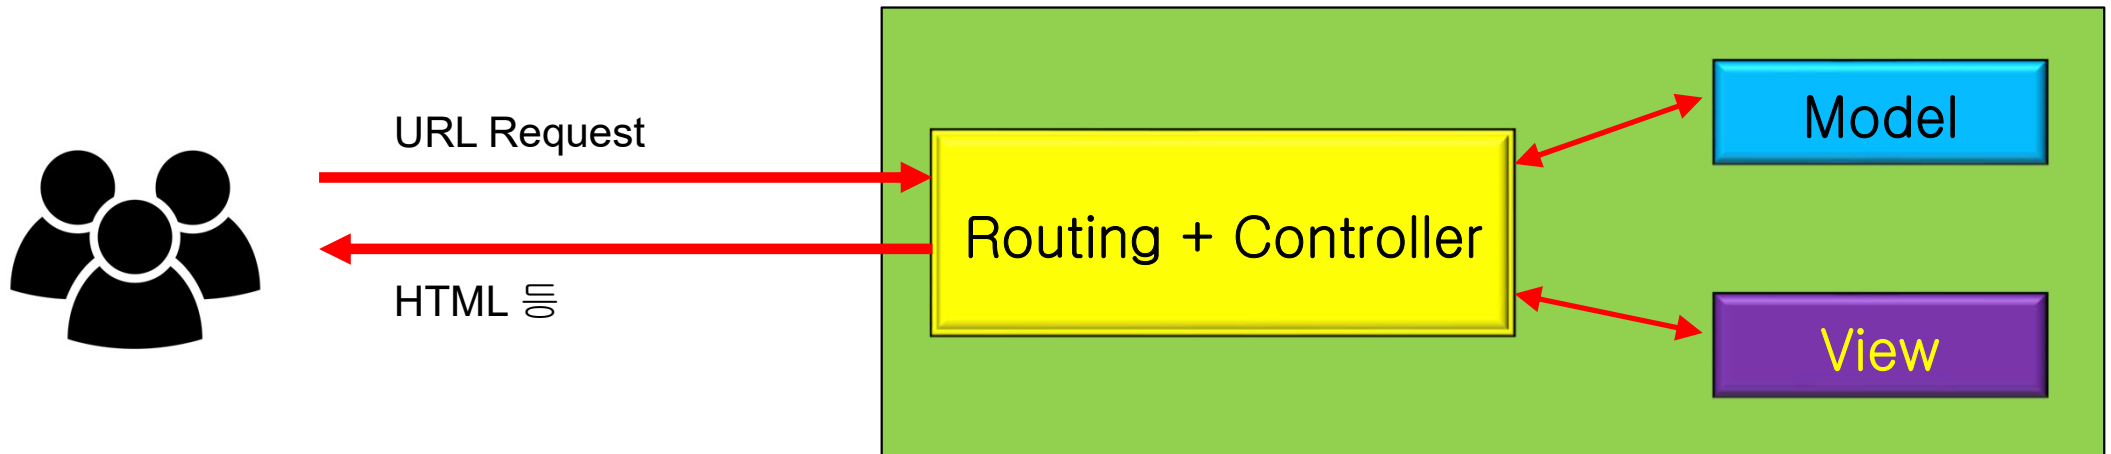 URL Request
HTML 등
Routing + Controller
Model
View